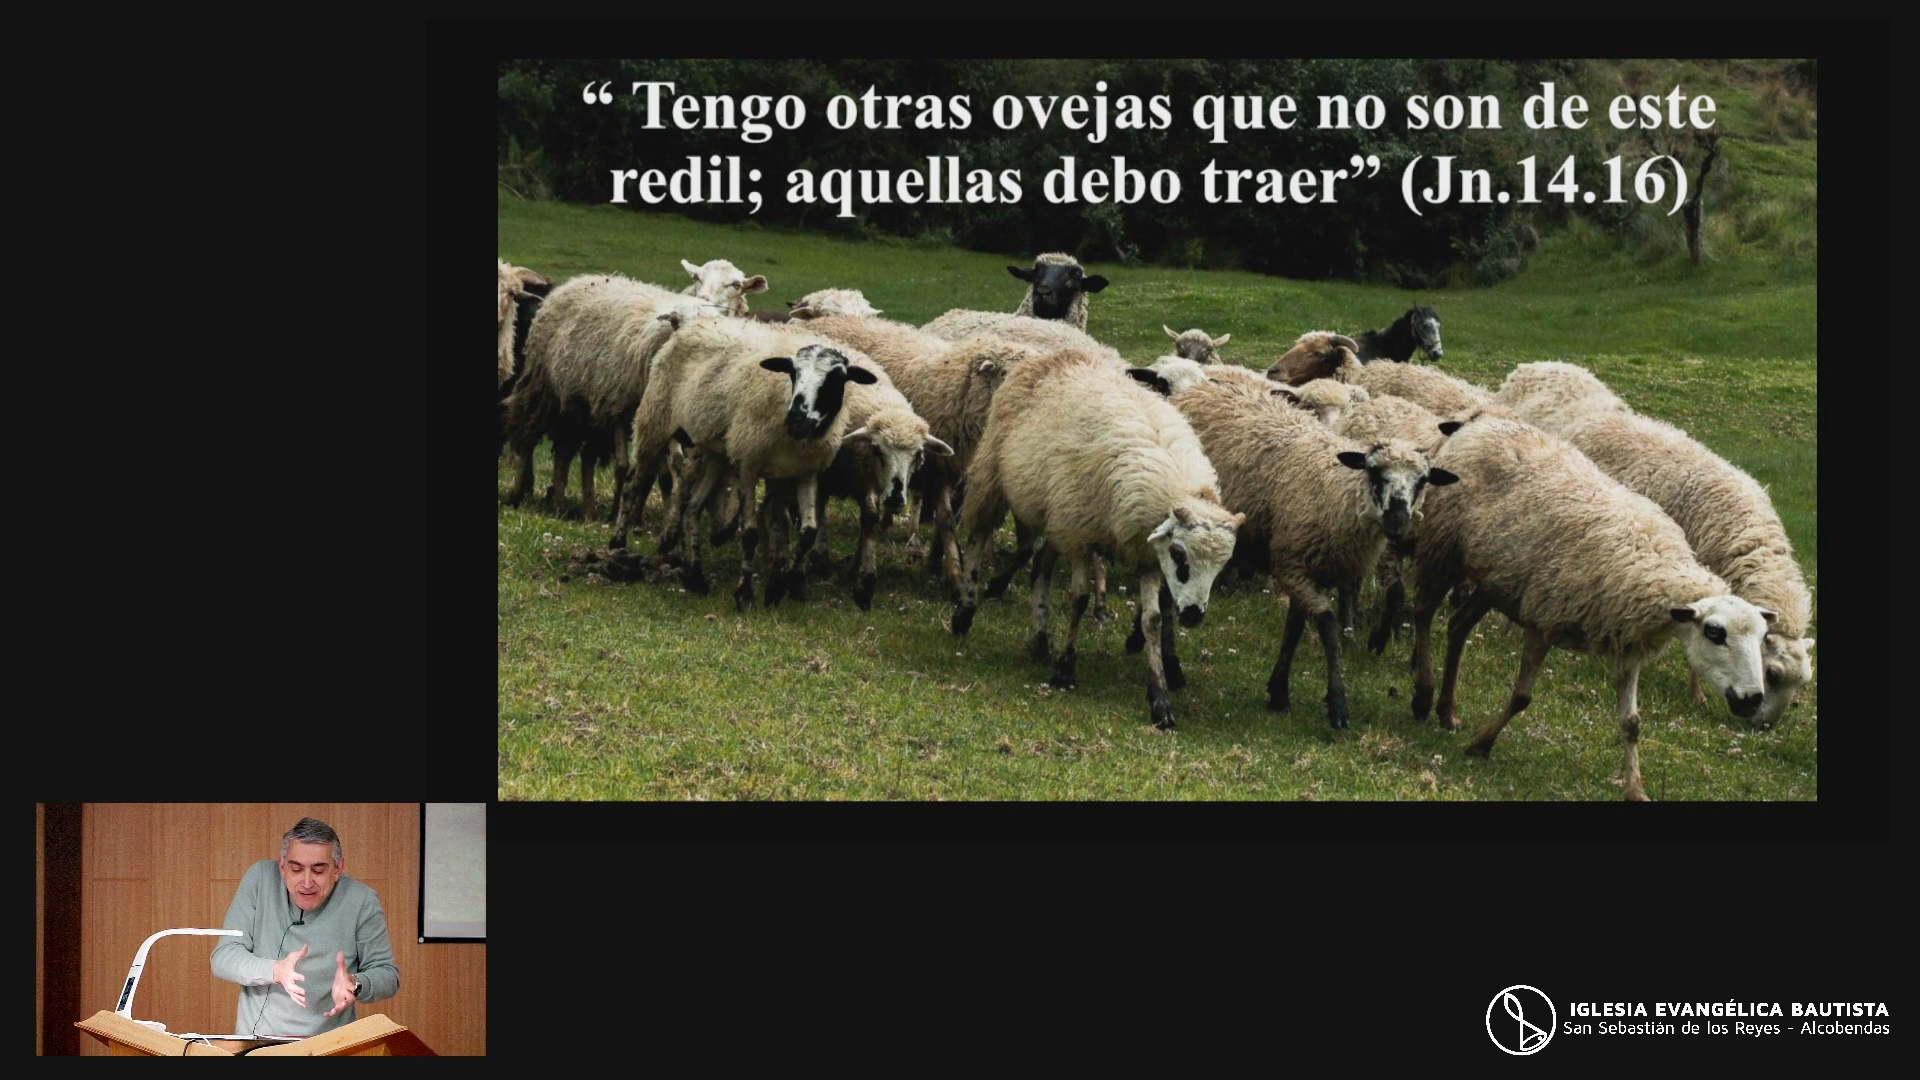 “ Tengo otras ovejas que no son de este
redil; aquellas debo traer” (Jn.14.16)
IGLESIA EVANGÉLICA BAUTISTA
San Sebastián de los Reyes - Alcobendas